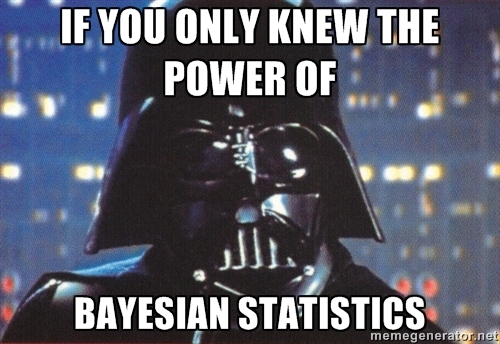 IF YOU ONLY KNEW THE
POWER OF
BAYESIAN STATISTICS
memegenerator.net